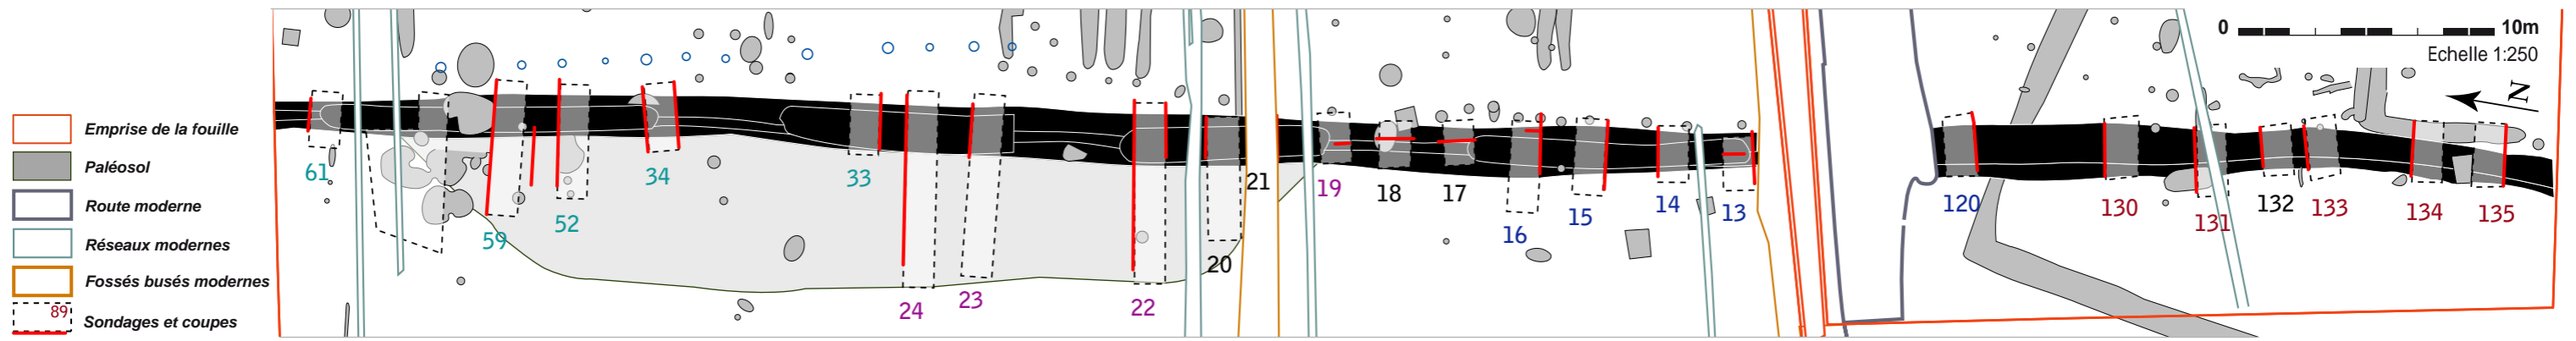 Emprise de la fouille
Paléosol
Route moderne
Réseaux modernes
Fossés busés modernes
89
Sondages et coupes
61
59
52
34
33
24
23
22
20
21
19
18
17
16
15
14
13
120
130
131
132
133
134
135
0 10m
Echelle 1:250
N